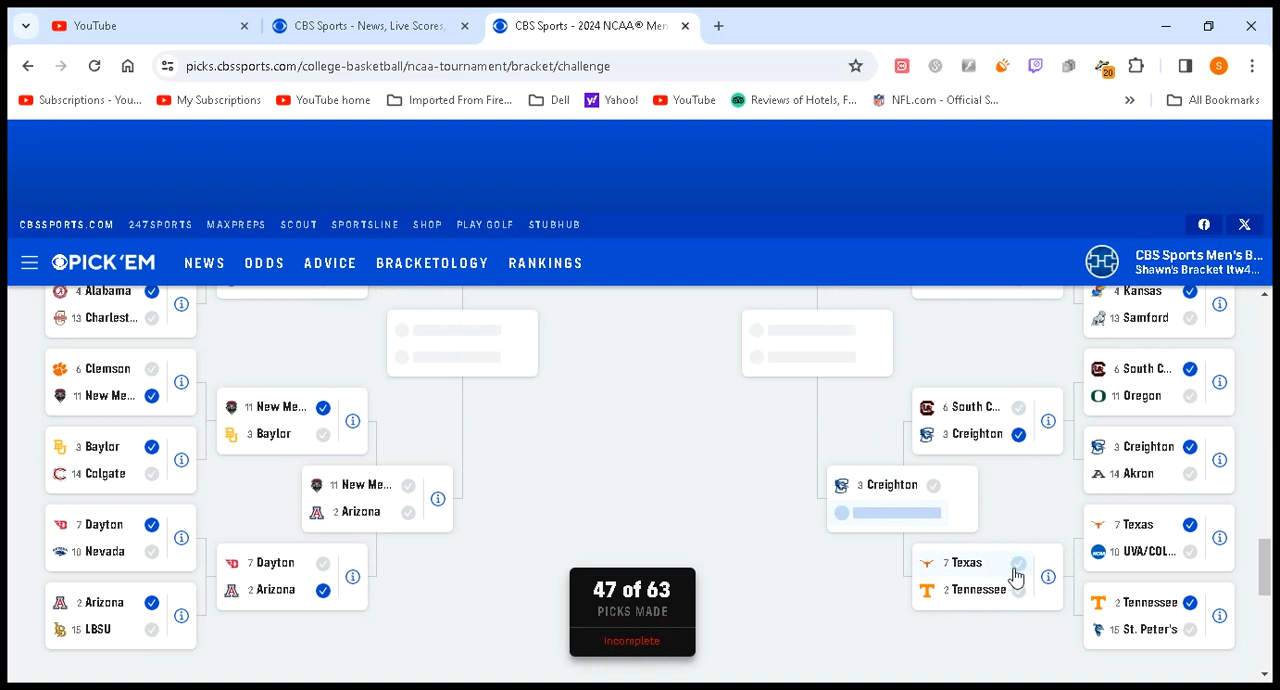 YouTube
CBS Sports - News, Live Scores,
CBS Sports - 2024 NCAA® Men
picks.cbssports.com/college-basketball/ncaa-tournament/bracket/challenge
20
S
Subscriptions - You...
My Subscriptions
YouTube home
Imported From Fire...
Dell
Yahoo!
YouTube
Reviews of Hotels, F...
NFL.com - Official S...
All Bookmarks
CBSSPORTS.COM 247SPORTS MAXPREPS SCOUT SPORTSLINE SHOP PLAY GOLF STUBHUB
PICK'EM
NEWS ODDS ADVICE BRACKETOLOGY RANKINGS
CBS Sports Men's B...
Shawn's Bracket ltw4...
4 Alabama
13 Charlest...
6 Clemson
11 New Me...
3 Baylor
14 Colgate
7 Dayton
10 Nevada
2 Arizona
15 LBSU
11 New Me...
3 Baylor
7 Dayton
2 Arizona
11 New Me...
2 Arizona
47 of 63
PICKS MADE
Incomplete
3 Creighton
6 South C...
3 Creighton
7 Texas
2 Tennessee
4 Kansas
13 Samford
6 South C...
11 Oregon
3 Creighton
14 Akron
7 Texas
10 UVA/COL...
2 Tennessee
15 St. Peter's